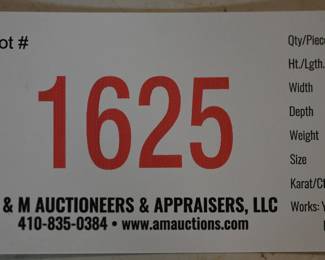 ot #
1625
& M AUCTIONEERS & APPRAISERS, LLC
410-835-0384 • www.amauctions.com
Qty/Piec
Ht./Lgth.
Width
Depth
Weight
Size
Karat/Ct
Works: Y